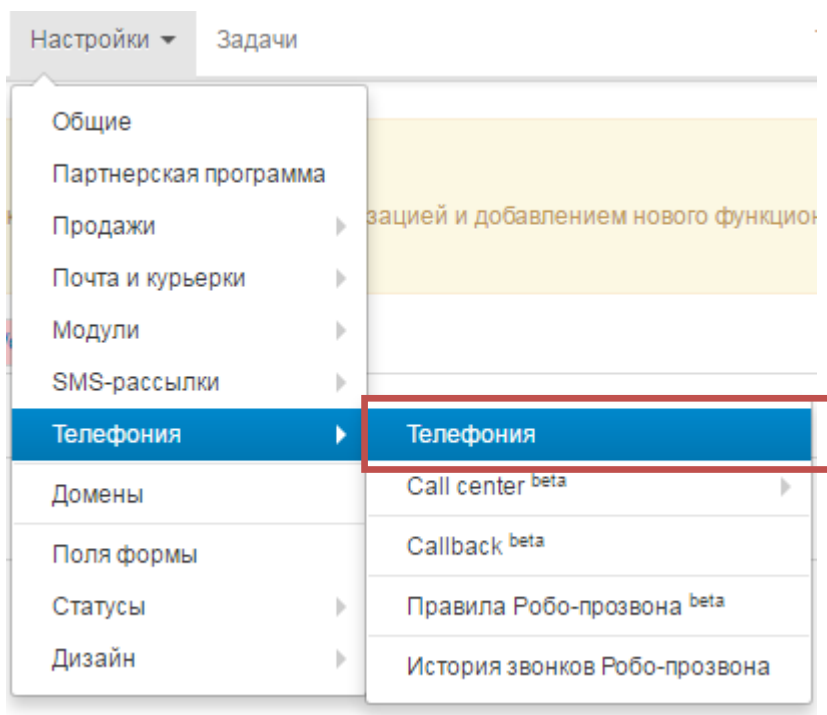 Настройки Задачи
Общие
Партнерская программа
зацией и добавлением нового
Продажи
Почта и курьерки
Модули
SMS-рассылки
Телефония
Телефония
Call center beta
Домены
Callback beta
Поля формы
Правила Робо-прозвона beta
Статусы
История звонков Робо-прозвона
Дизайн